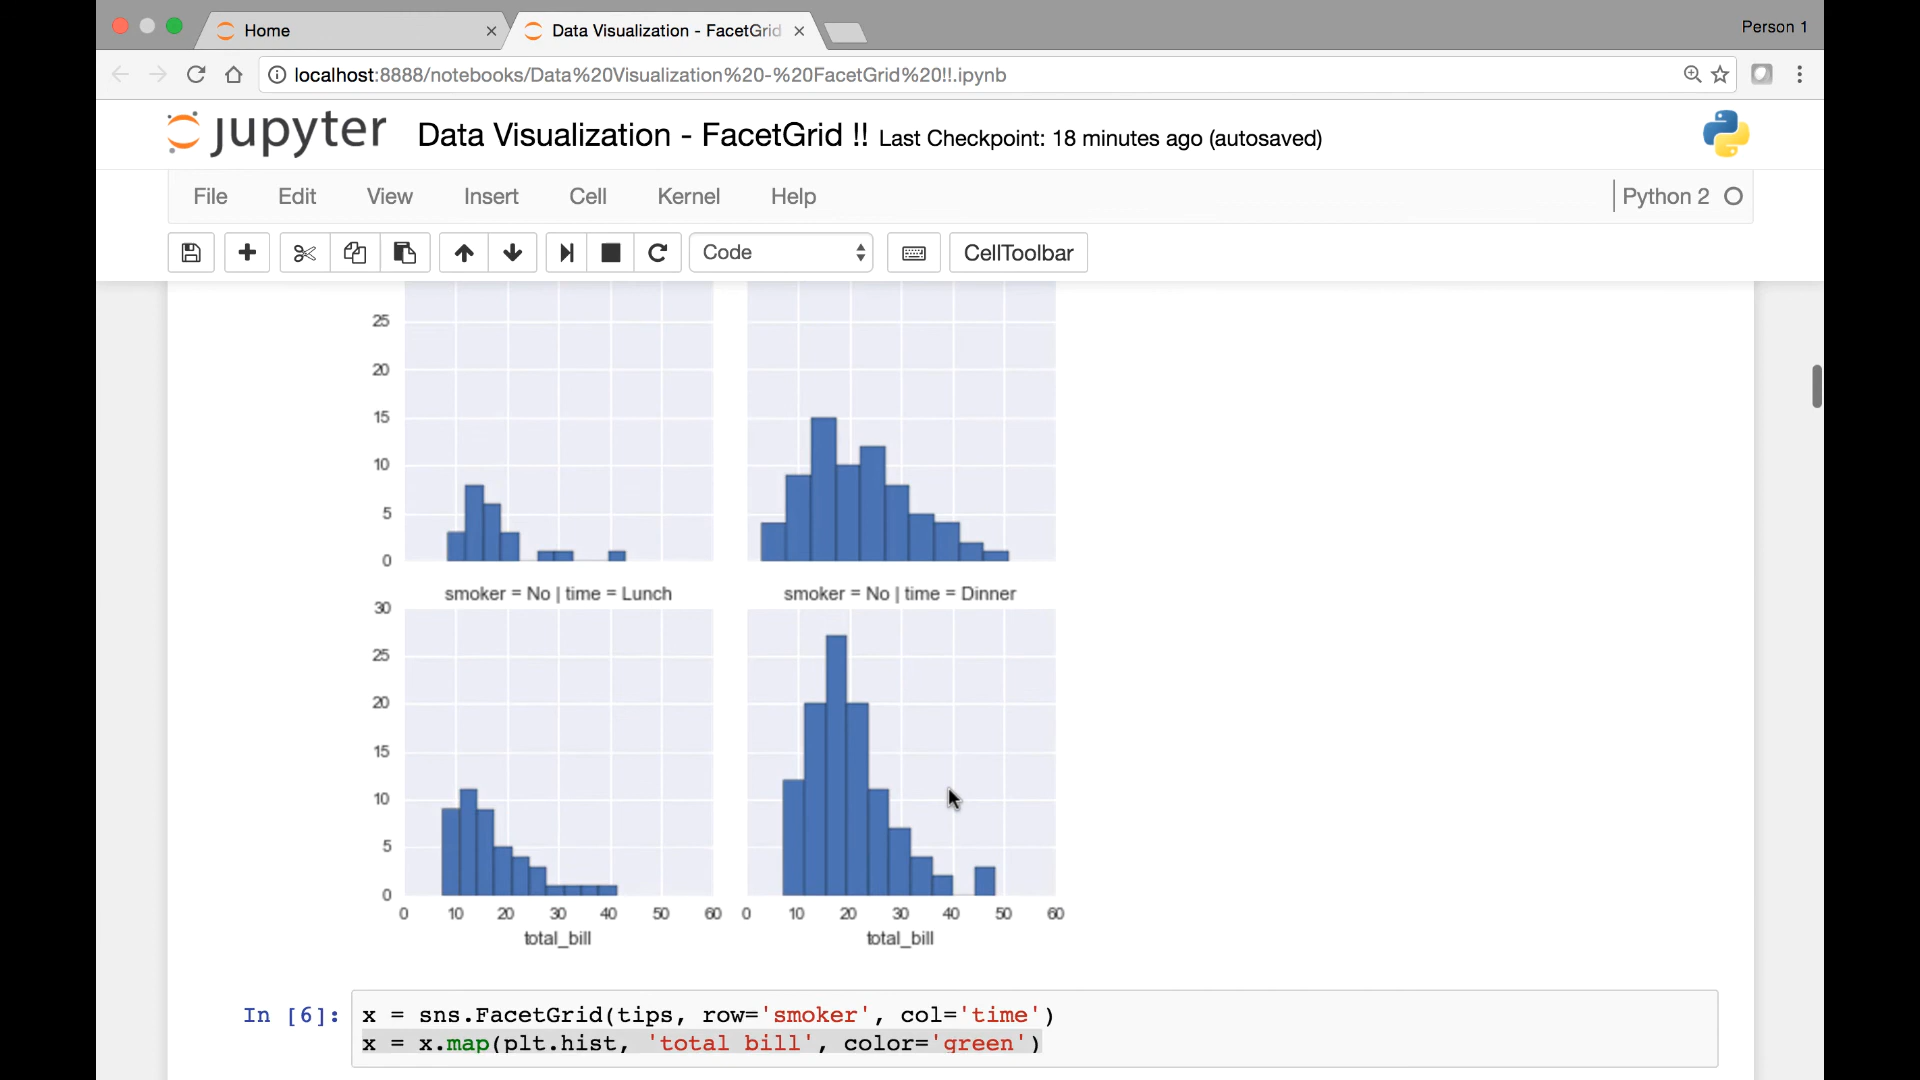 Home
Data Visualization - FacetGrid
Person 1
localhost:8888/notebooks/Data%20Visualization%20-%20FacetGrid%20!!.ipynb
jupyter Data Visualization - FacetGrid !! Last Checkpoint: 18 minutes ago (autosaved)
File Edit View Insert Cell Kernel Help Python 2
Code CellToolbar
25
20
15
10
5
0
smoker = No | time = Lunch smoker = No | time = Dinner
30
25
20
15
10
5
0
0 10 20 30 40 50 60 0 10 20 30 40 50 60
total_bill total_bill
In [6]: x = sns.FacetGrid(tips, row='smoker', col='time')
x = x.map(plt.hist, 'total_bill', color='green')